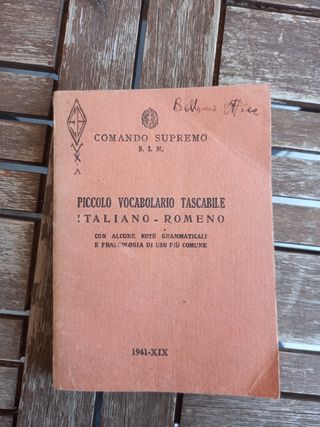 COMANDO SUPREMO
S. I. M.
PICCOLO VOCABOLARIO TASCABILE
ITALIANO - ROMENO
CON ALCUNE NOTE GRAMMATICALI
E FRASEOLOGIA DI USO PIÙ COMUNE
1941-XIX